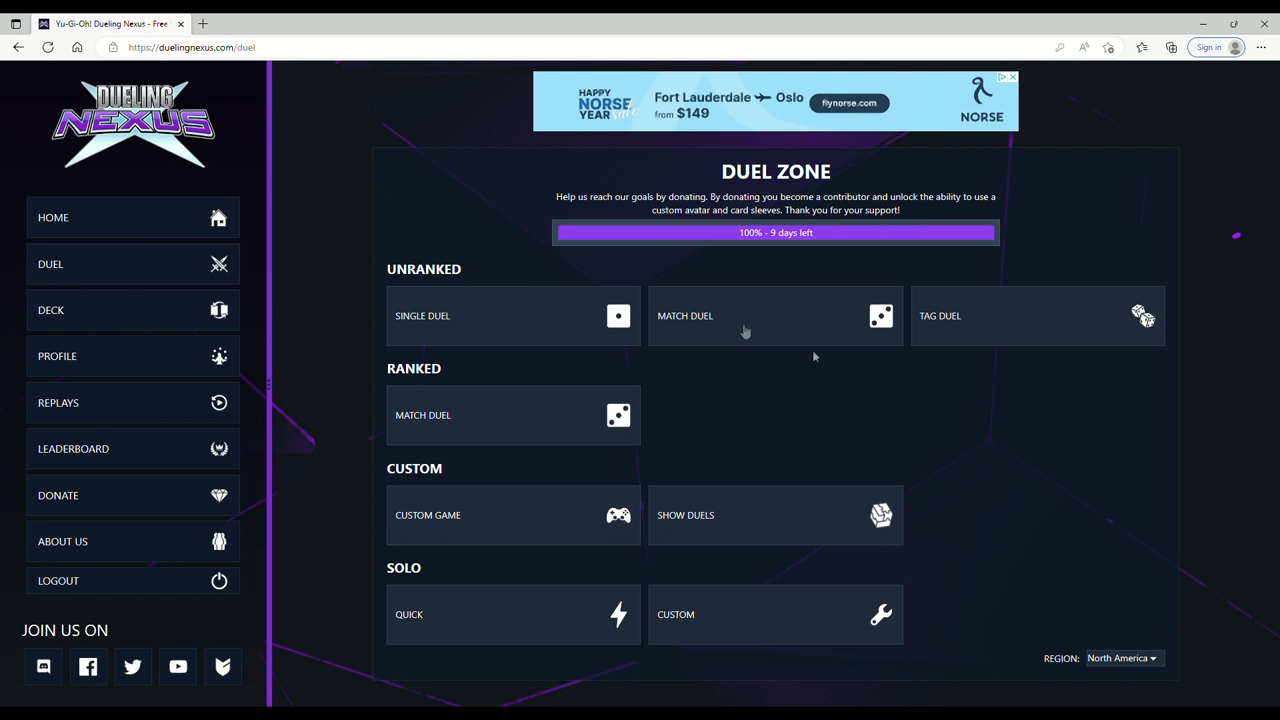 Yu-Gi-Oh! Dueling Nexus - Free
https://duelingnexus.com/duel
Sign in
DUELING
NEXUS
HOME
DUEL
DECK
PROFILE
REPLAYS
LEADERBOARD
DONATE
ABOUT US
LOGOUT
JOIN US ON
HAPPY
NORSE
YEAR sale
Fort Lauderdale Oslo
from $149
flynorse.com
NORSE
DUEL ZONE
Help us reach our goals by donating. By donating you become a contributor and unlock the ability to use a
custom avatar and card sleeves. Thank you for your support!
100% - 9 days left
UNRANKED
SINGLE DUEL
MATCH DUEL
TAG DUEL
RANKED
MATCH DUEL
CUSTOM
CUSTOM GAME
SHOW DUELS
SOLO
QUICK
CUSTOM
REGION: North America